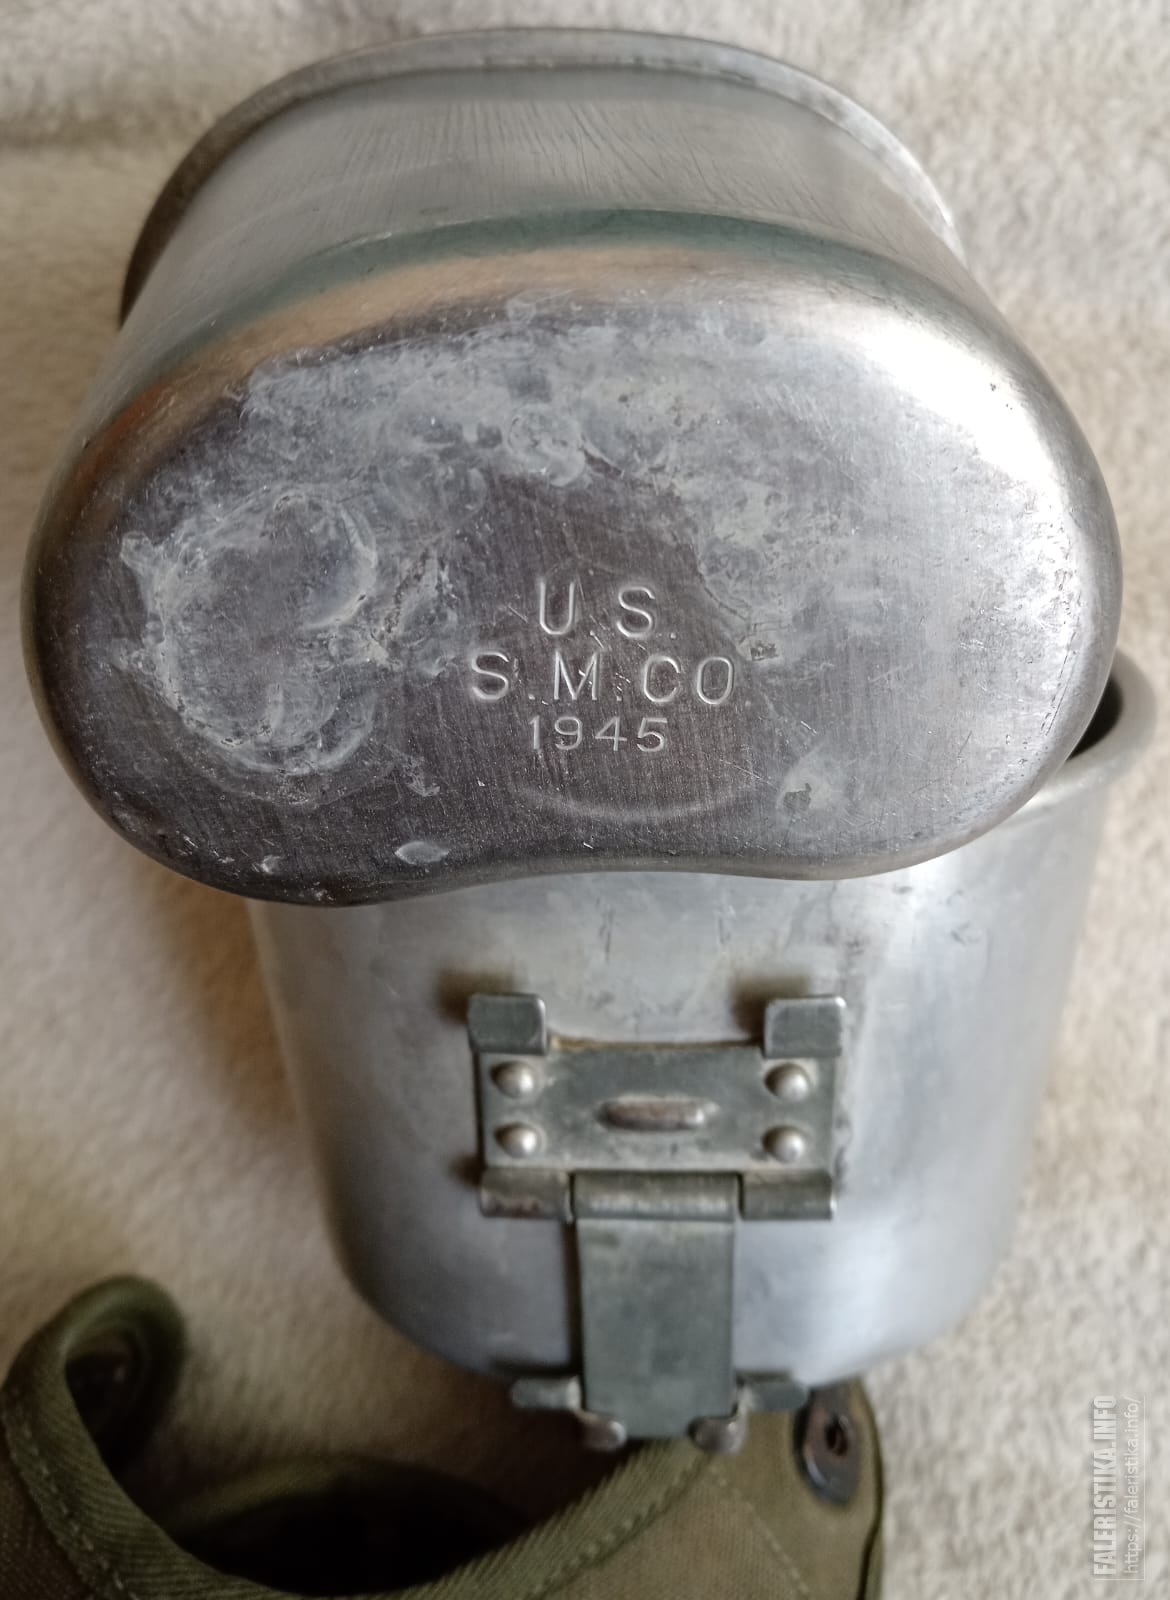 U S.
S.M.CO.
1945
FALERISTIKA.INFO
https://faleristika.info/